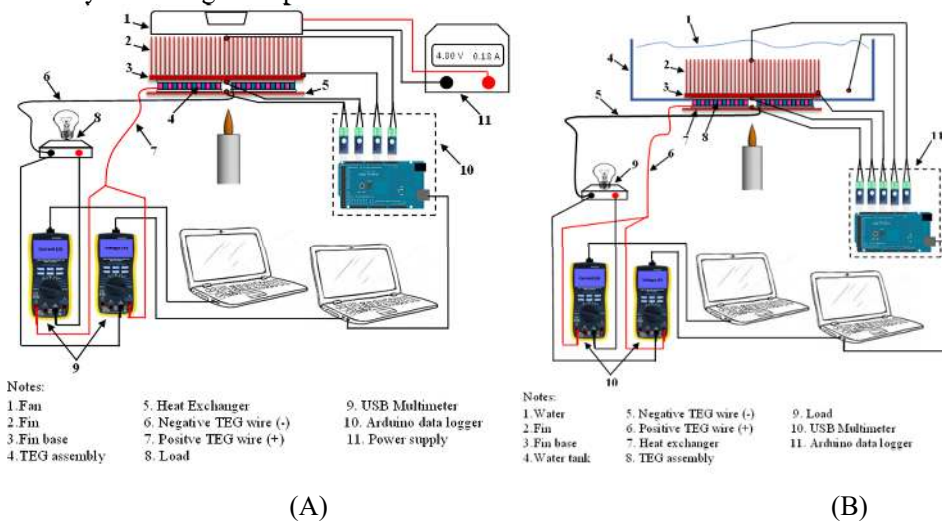 1
2
3
6
8
7
4
5
4.80 V 0.18 A
11
10
9
Notes:
1.Fan
2.Fin
3.Fin base
4.TEG assembly
5. Heat Exchanger
6. Negative TEG wire (-)
7. Positve TEG wire (+)
8. Load
9. USB Multimeter
10. Arduino data logger
11. Power supply
(A)
1
2
3
4
5
7
8
6
9
11
10
Notes:
1.Water
2.Fin
3.Fin base
4.Water tank
5. Negative TEG wire (-)
6. Positive TEG wire (+)
7. Heat exchanger
8. TEG assembly
9. Load
10. USB Multimeter
11. Arduino data logger
(B)